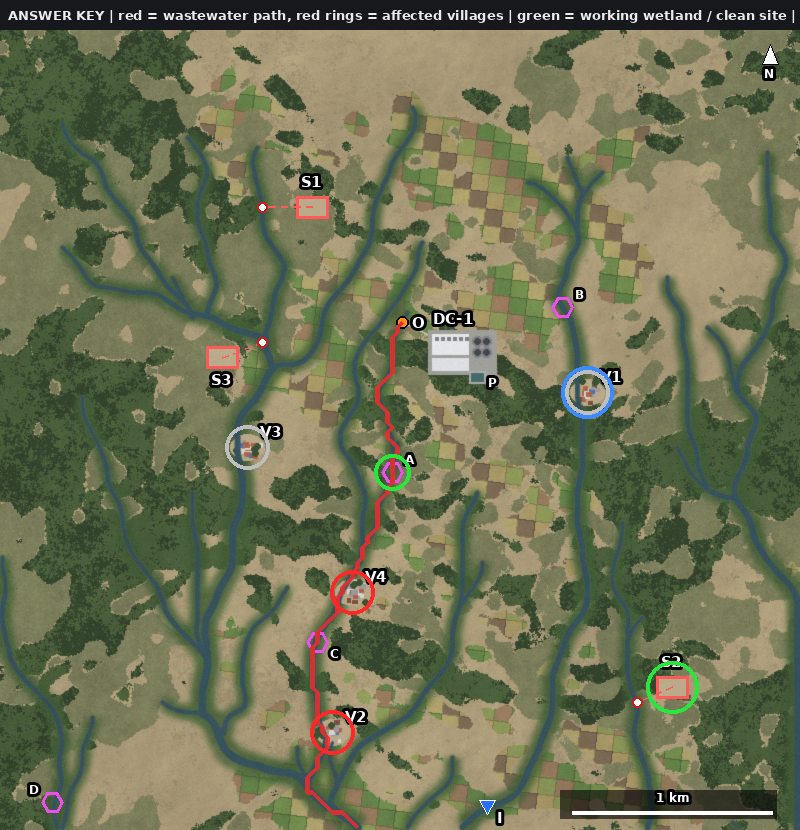 ANSWER KEY | red = wastewater path, red rings = affected villages | green = working wetland / clean site |
N
S1
B
O
DC-1
P
S3
V1
V3
A
V4
C
S2
V2
D
1 km
I